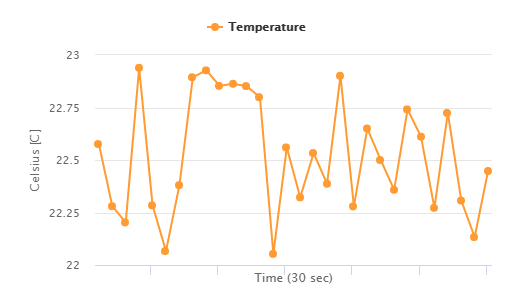 Temperature
23
22.75
22.5
22.25
22
Celsius [C]
Time (30 sec)